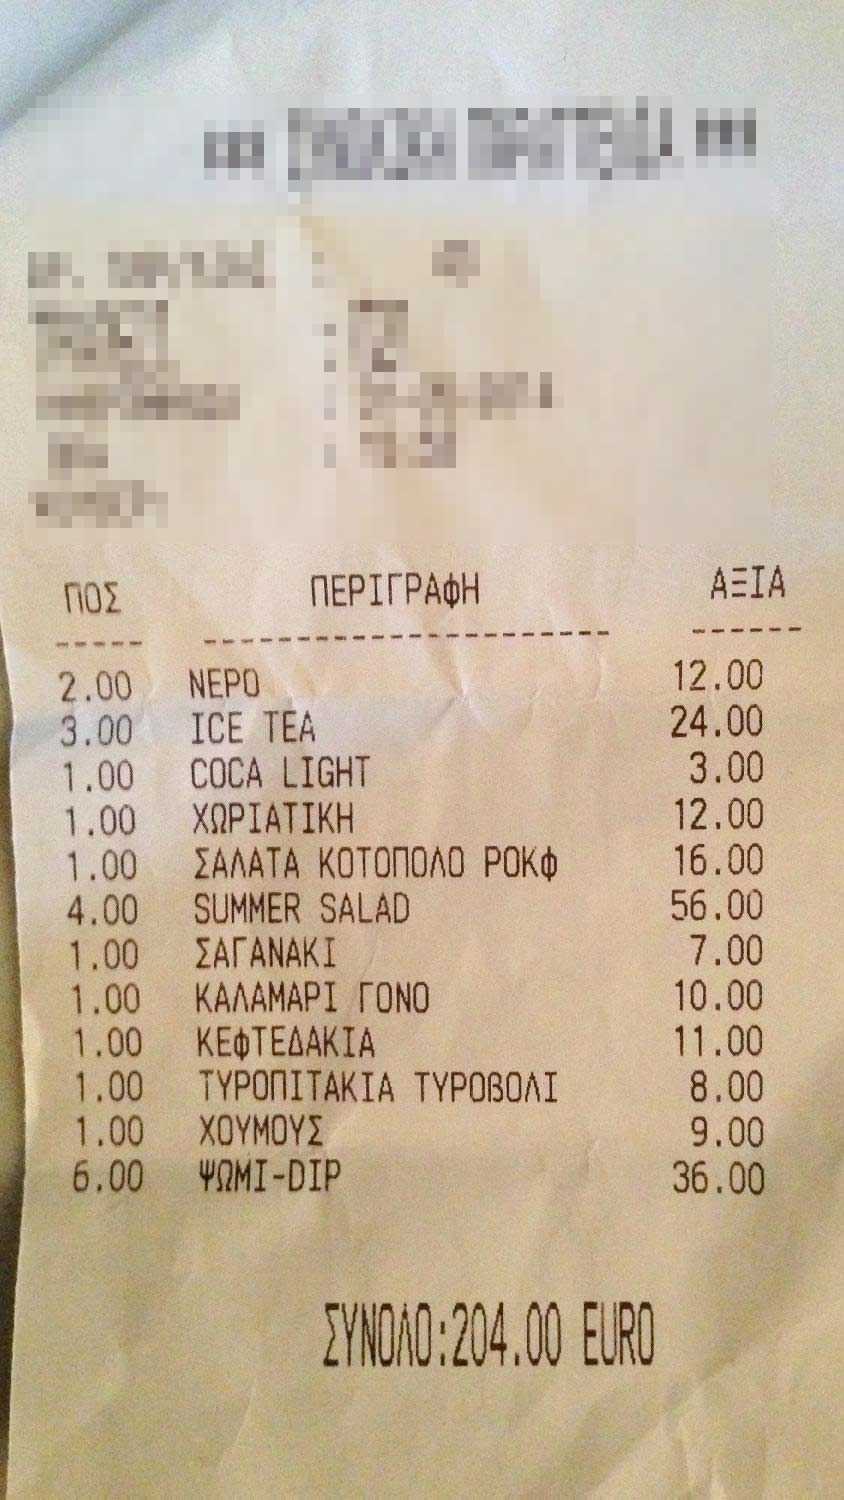 ΠΟΣ ΠΕΡΙΓΡΑΦΗ ΑΞΙΑ
----- -------------------- ------
2.00 ΝΕΡΟ 12.00
3.00 ICE TEA 24.00
1.00 COCA LIGHT 3.00
1.00 ΧΩΡΙΑΤΙΚΗ 12.00
1.00 ΣΑΛΑΤΑ ΚΟΤΟΠΟΛΟ ΡΟΚΦ 16.00
4.00 SUMMER SALAD 56.00
1.00 ΣΑΓΑΝΑΚΙ 7.00
1.00 ΚΑΛΑΜΑΡΙ ΓΟΝΟ 10.00
1.00 ΚΕΦΤΕΔΑΚΙΑ 11.00
1.00 ΤΥΡΟΠΙΤΑΚΙΑ ΤΥΡΟΒΟΛΙ 8.00
1.00 ΧΟΥΜΟΥΣ 9.00
6.00 ΨΩΜΙ-DIP 36.00
ΣΥΝΟΛΟ:204.00 EURO